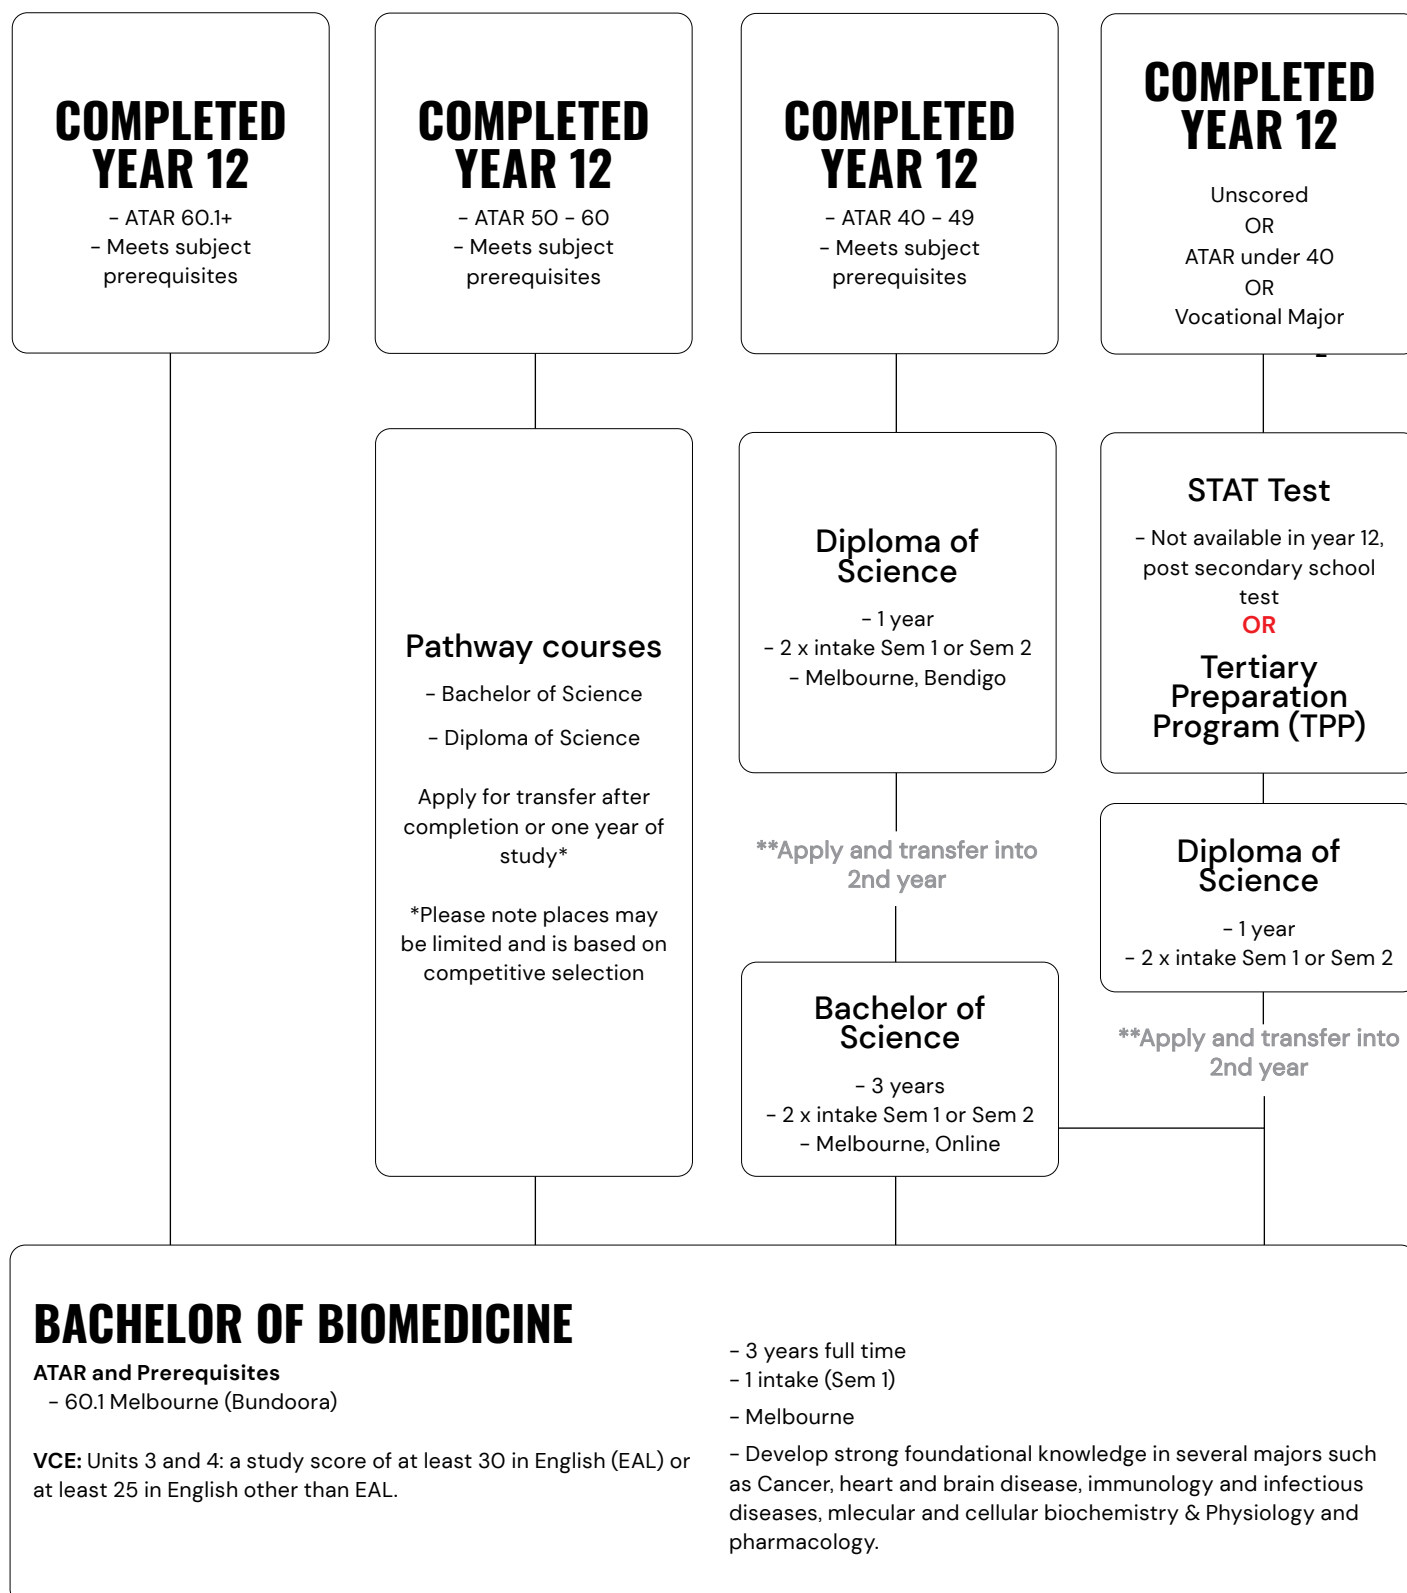 COMPLETED
YEAR 12
- ATAR 60.1+
- Meets subject
prerequisites
COMPLETED
YEAR 12
- ATAR 50 - 60
- Meets subject
prerequisites
COMPLETED
YEAR 12
- ATAR 40 - 49
- Meets subject
prerequisites
COMPLETED
YEAR 12
Unscored
OR
ATAR under 40
OR
Vocational Major
Pathway courses
- Bachelor of Science
- Diploma of Science
Apply for transfer after
completion or one year of
study*
*Please note places may
be limited and is based on
competitive selection
Diploma of
Science
- 1 year
- 2 x intake Sem 1 or Sem 2
- Melbourne, Bendigo
**Apply and transfer into
2nd year
Bachelor of
Science
- 3 years
- 2 x intake Sem 1 or Sem 2
- Melbourne, Online
STAT Test
- Not available in year 12,
post secondary school
test
OR
Tertiary
Preparation
Program (TPP)
Diploma of
Science
- 1 year
- 2 x intake Sem 1 or Sem 2
**Apply and transfer into
2nd year
BACHELOR OF BIOMEDICINE
ATAR and Prerequisites
- 60.1 Melbourne (Bundoora)
VCE: Units 3 and 4: a study score of at least 30 in English (EAL) or
at least 25 in English other than EAL.
- 3 years full time
- 1 intake (Sem 1)
- Melbourne
- Develop strong foundational knowledge in several majors such
as Cancer, heart and brain disease, immunology and infectious
diseases, mlecular and cellular biochemistry & Physiology and
pharmacology.